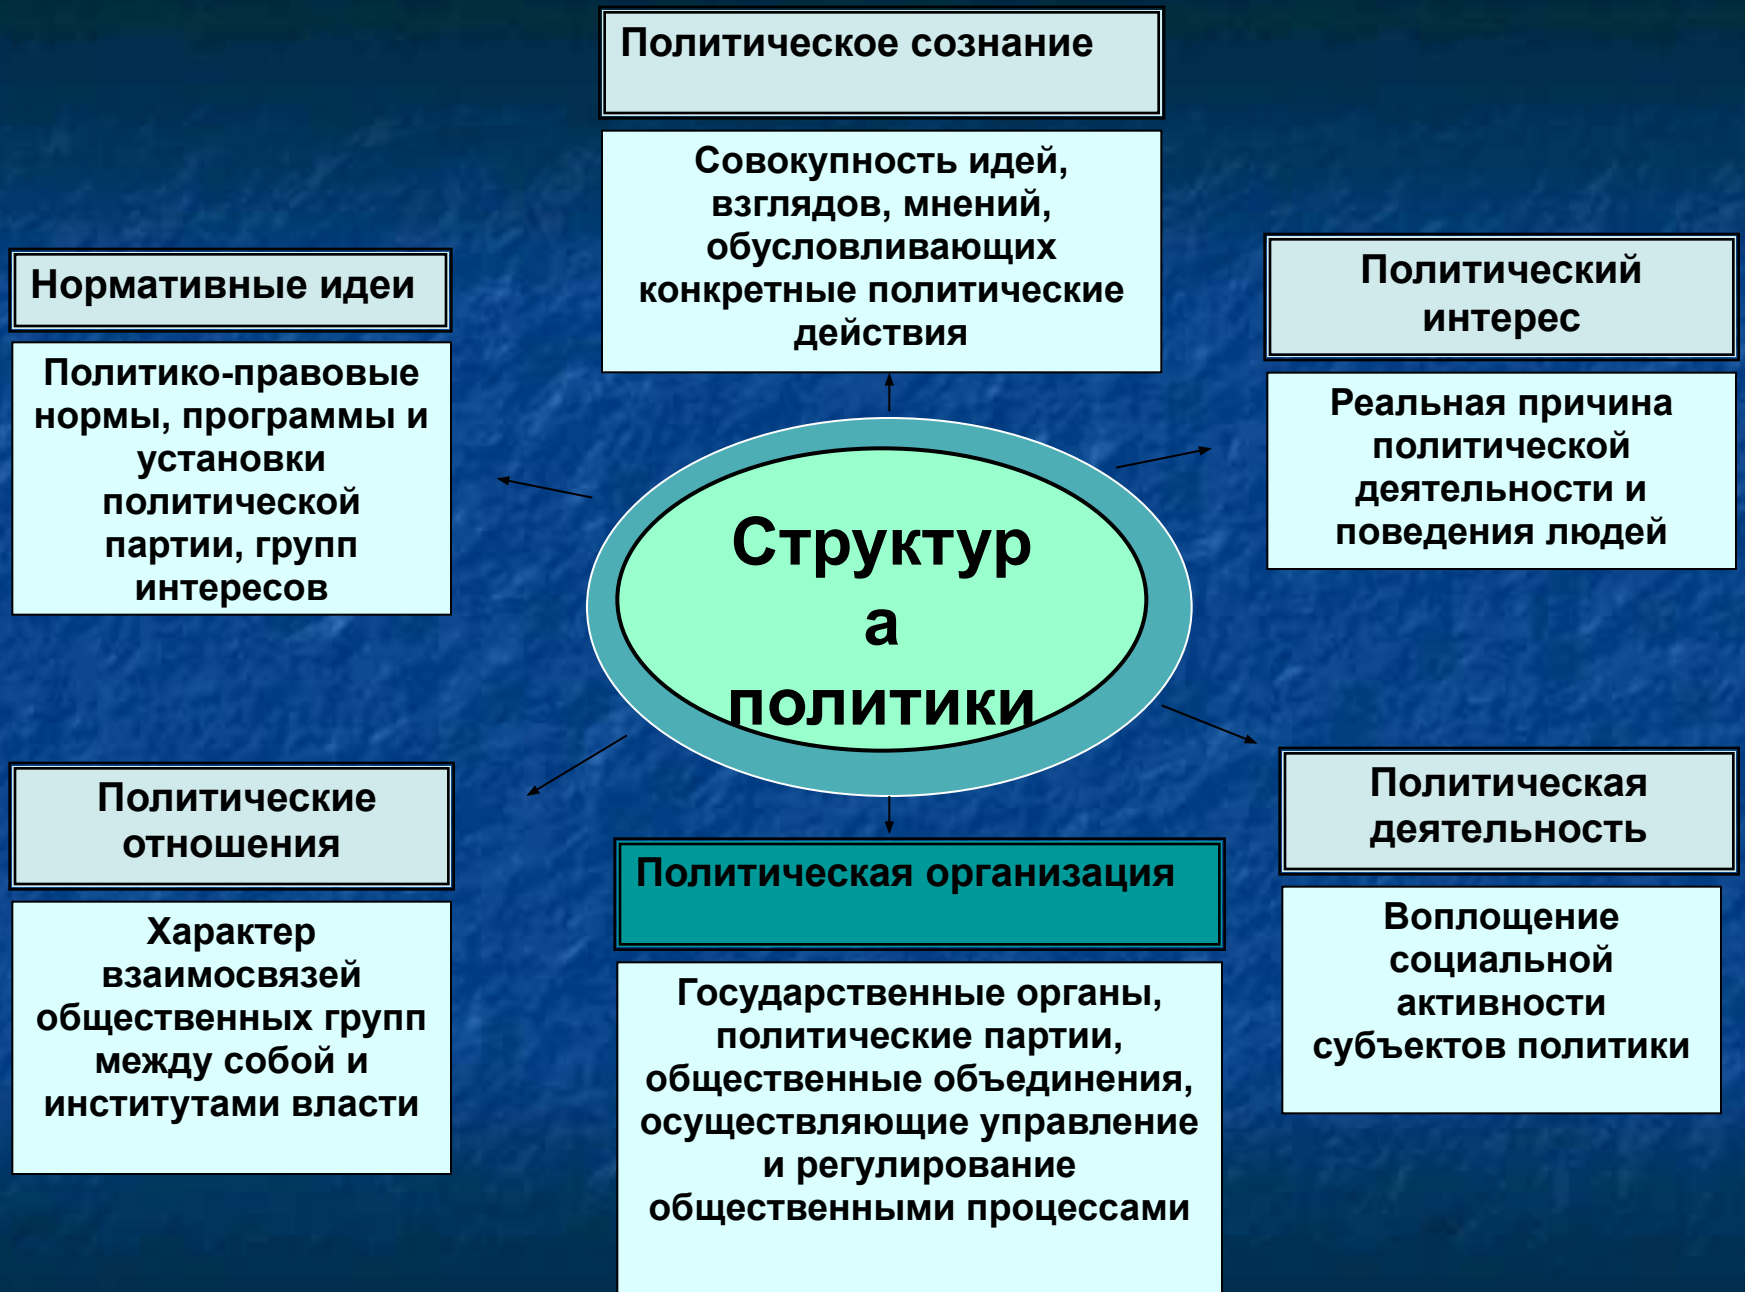 Политическое сознание
Совокупность идей,
взглядов, мнений,
обусловливающих
конкретные политические
действия
Нормативные идеи
Политико-правовые
нормы, программы и
установки
политической
партии, групп
интересов
Политический
интерес
Реальная причина
политической
деятельности и
поведения людей
Структур
а
политики
Политические
отношения
Характер
взаимосвязей
общественных групп
между собой и
институтами власти
Политическая организация
Государственные органы,
политические партии,
общественные объединения,
осуществляющие управление
и регулирование
общественными процессами
Политическая
деятельность
Воплощение
социальной
активности
субъектов политики